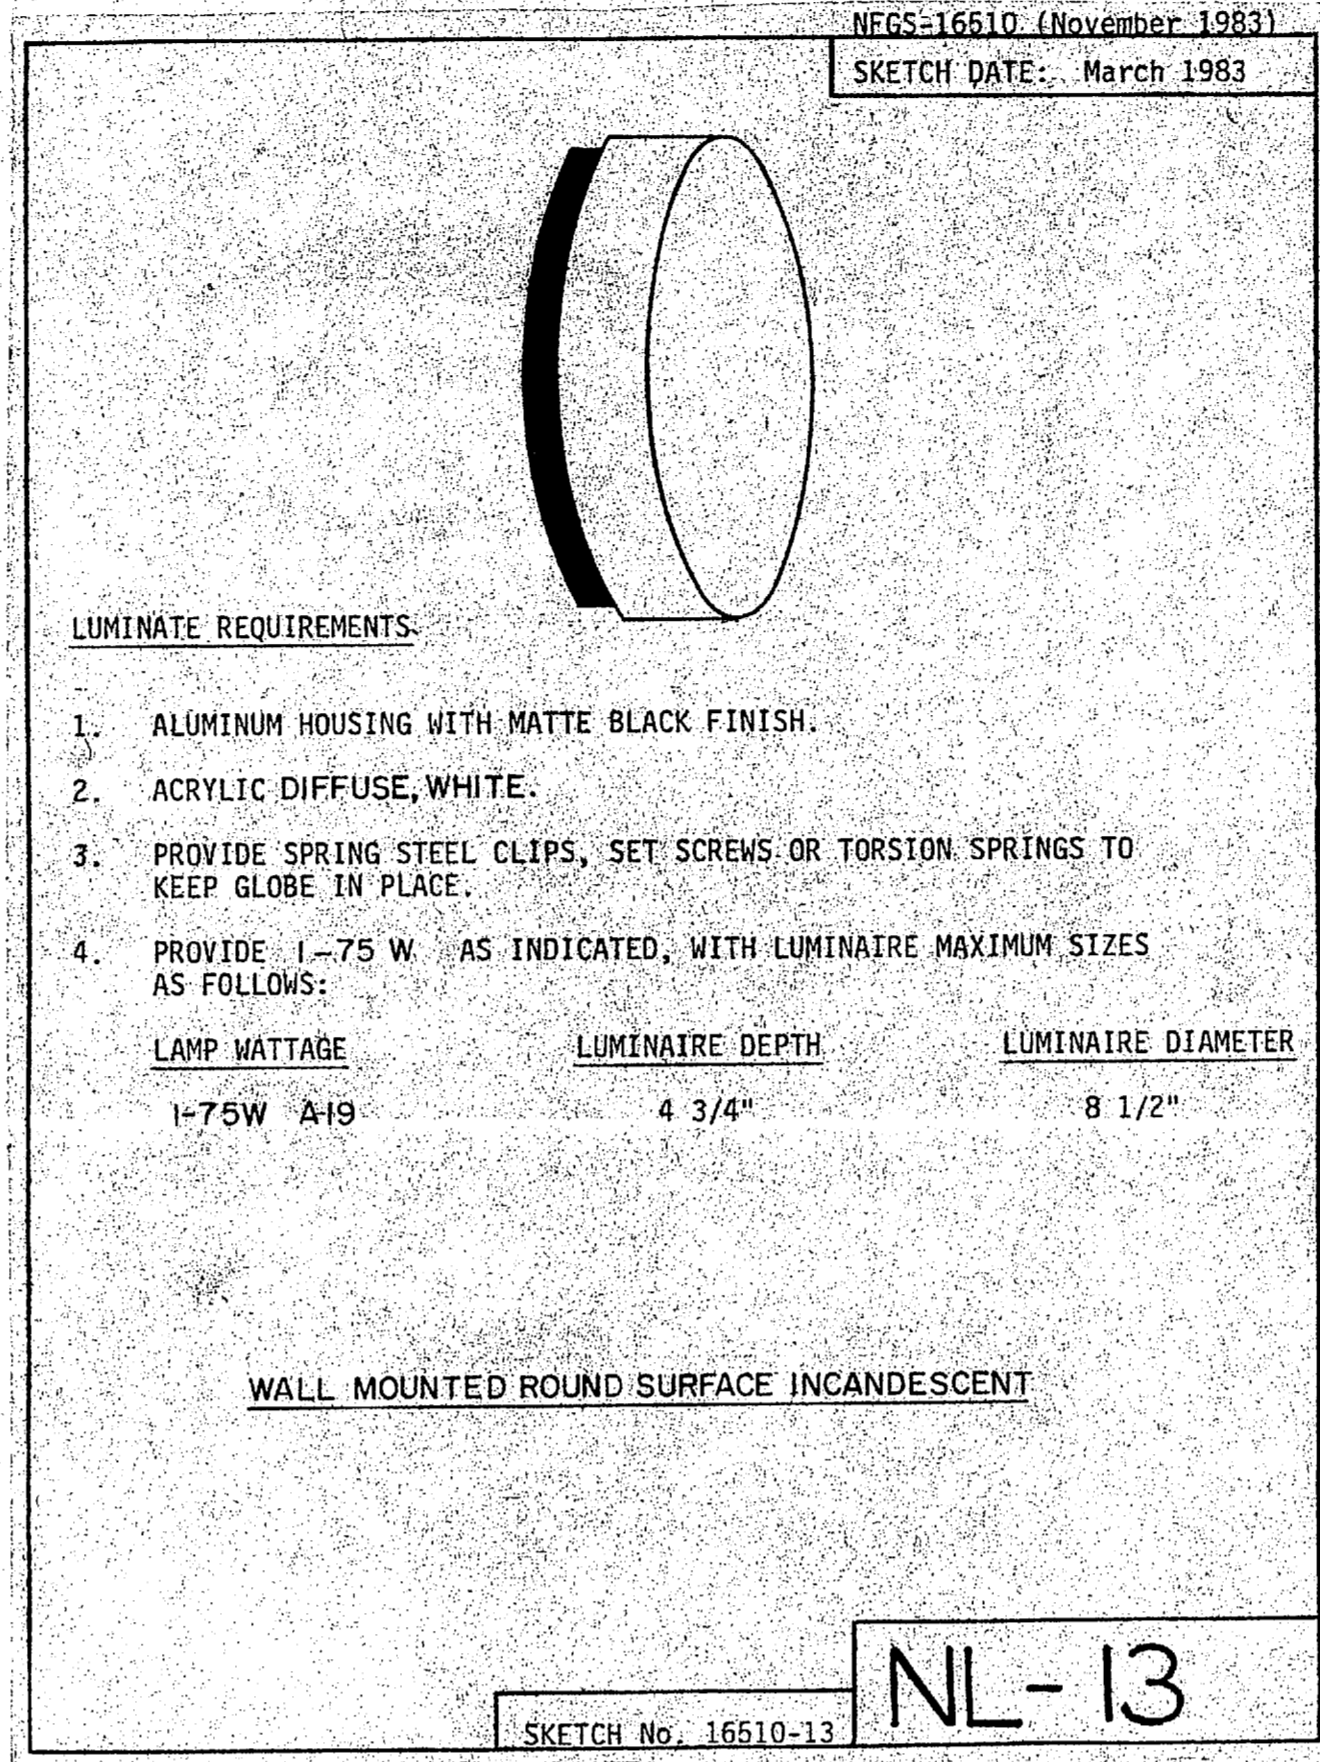 NFGS-16510 (November 1983)
SKETCH DATE: March 1983
LUMINATE REQUIREMENTS
1. ALUMINUM HOUSING WITH MATTE BLACK FINISH.
2. ACRYLIC DIFFUSE, WHITE.
3. PROVIDE SPRING STEEL CLIPS, SET SCREWS OR TORSION SPRINGS TO
KEEP GLOBE IN PLACE.
4. PROVIDE 1-75 W AS INDICATED, WITH LUMINAIRE MAXIMUM SIZES
AS FOLLOWS:
LAMP WATTAGE LUMINAIRE DEPTH LUMINAIRE DIAMETER
1-75W A-19 4 3/4" 8 1/2"
WALL MOUNTED ROUND SURFACE INCANDESCENT
NL-13
SKETCH No. 16510-13